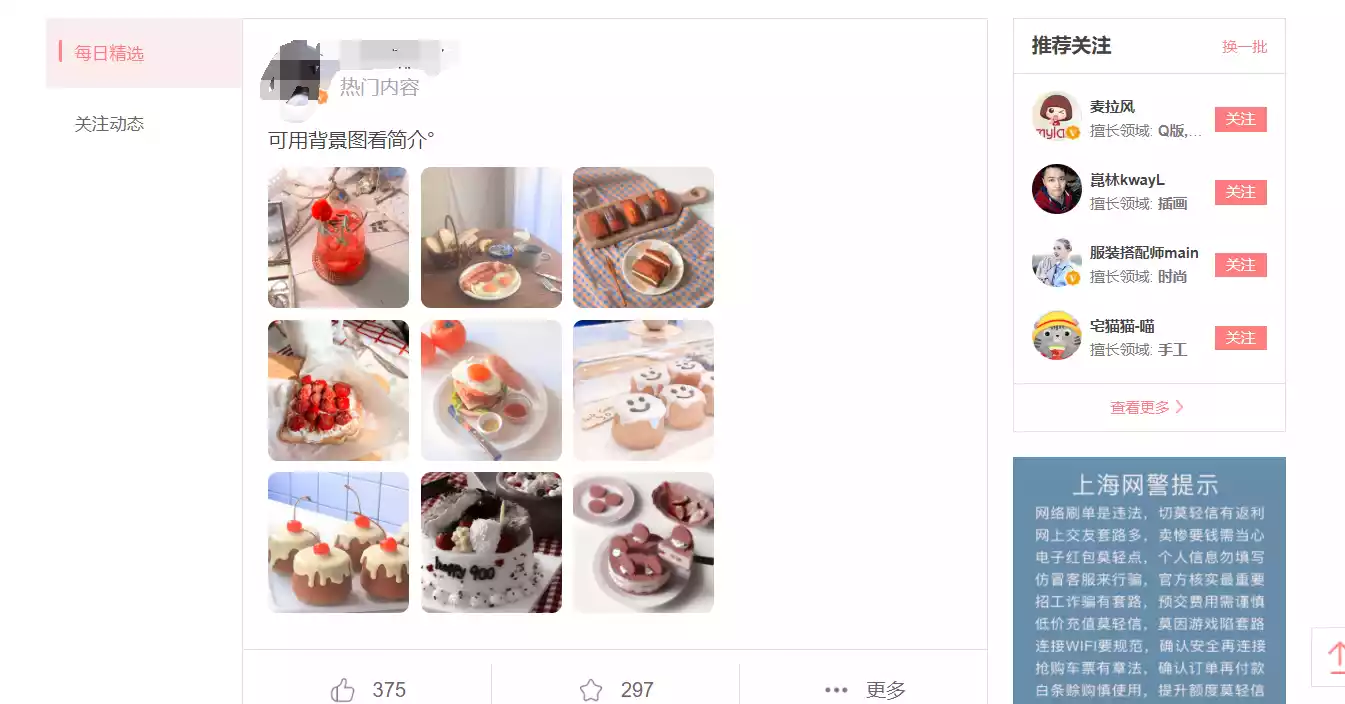 每日精选
关注动态
热门内容
可用背景图看简介°
happy
375
297
更多
推荐关注
换一批
麦拉风
擅长领域: Q版,...
关注
崑林kwayL
擅长领域: 插画
关注
服装搭配师main
擅长领域: 时尚
关注
宅猫猫-喵
擅长领域: 手工
关注
查看更多
上海网警提示
网络刷单是违法，切莫轻信有返利
网上交友套路多，卖惨要钱需当心
电子红包莫轻点，个人信息勿填写
仿冒客服来行骗，官方核实最重要
招工诈骗有套路，预交费用需谨慎
低价充值莫轻信，莫因游戏陷套路
连接WIFI要规范，确认安全再连接
抢购车票有章法，确认订单再付款
白条赊购慎使用，提升额度莫轻信